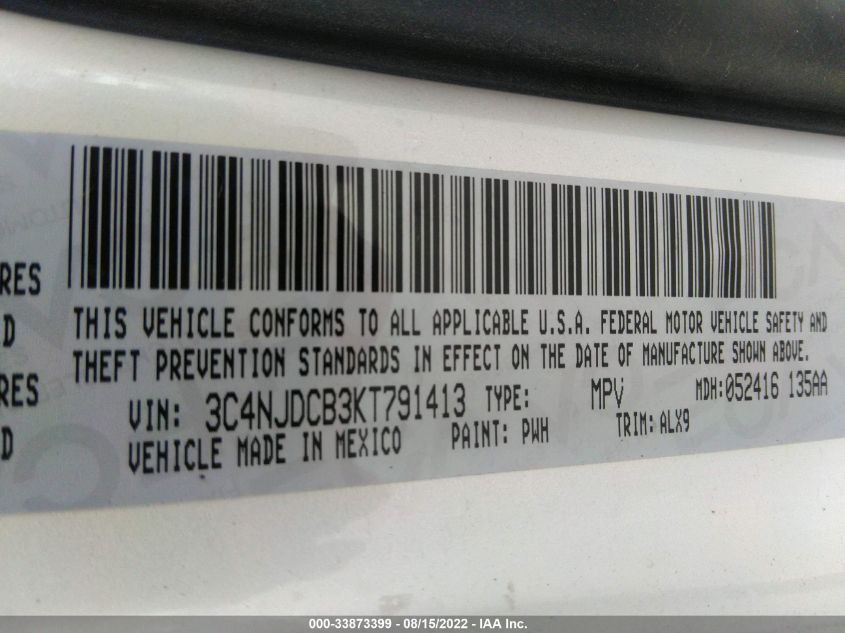 RES
D
RES
D
THIS VEHICLE CONFORMS TO ALL APPLICABLE U.S.A. FEDERAL MOTOR VEHICLE SAFETY AND
THEFT PREVENTION STANDARDS IN EFFECT ON THE DATE OF MANUFACTURE SHOWN ABOVE.
VIN: 3C4NJDCB3KT791413 TYPE: MPV MDH:052416 135AA
VEHICLE MADE IN MEXICO PAINT: PWH TRIM: ALX9
000-33873399 - 08/15/2022 - IAA Inc.